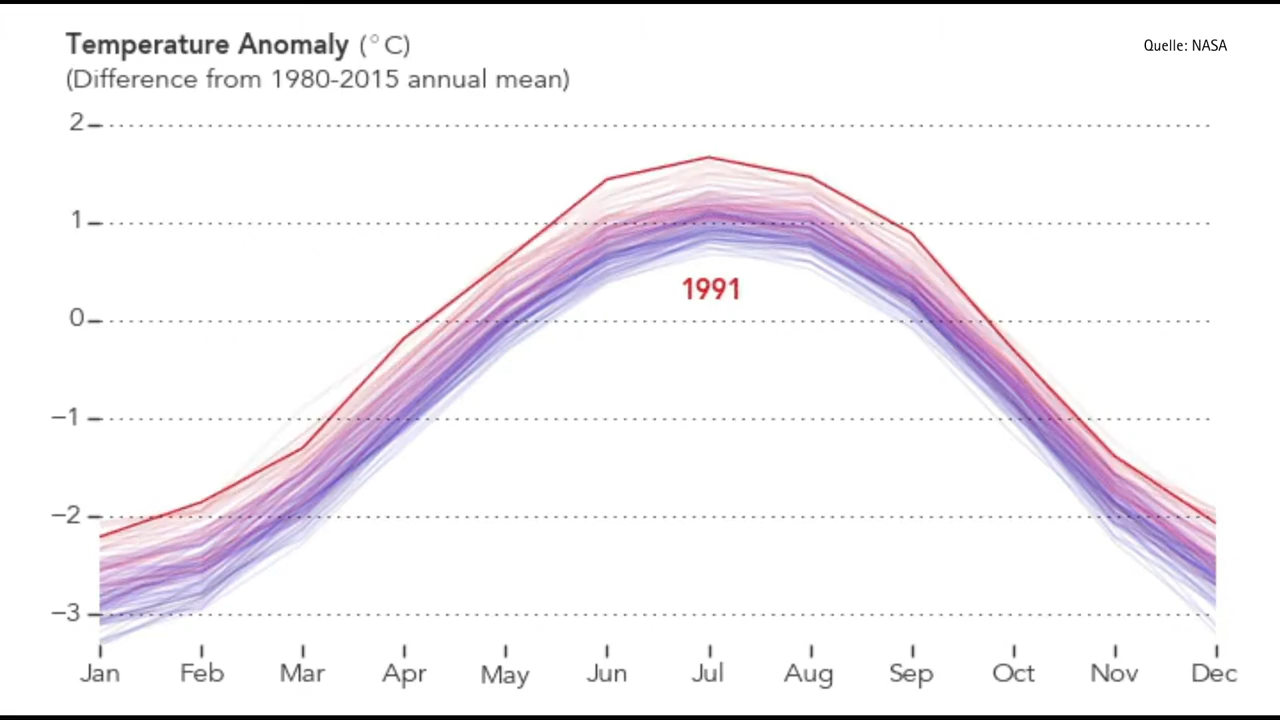 Temperature Anomaly (°C)
Quelle: NASA
(Difference from 1980-2015 annual mean)
2
1
1991
0
−1
−2
−3
Jan Feb Mar Apr May Jun Jul Aug Sep Oct Nov Dec